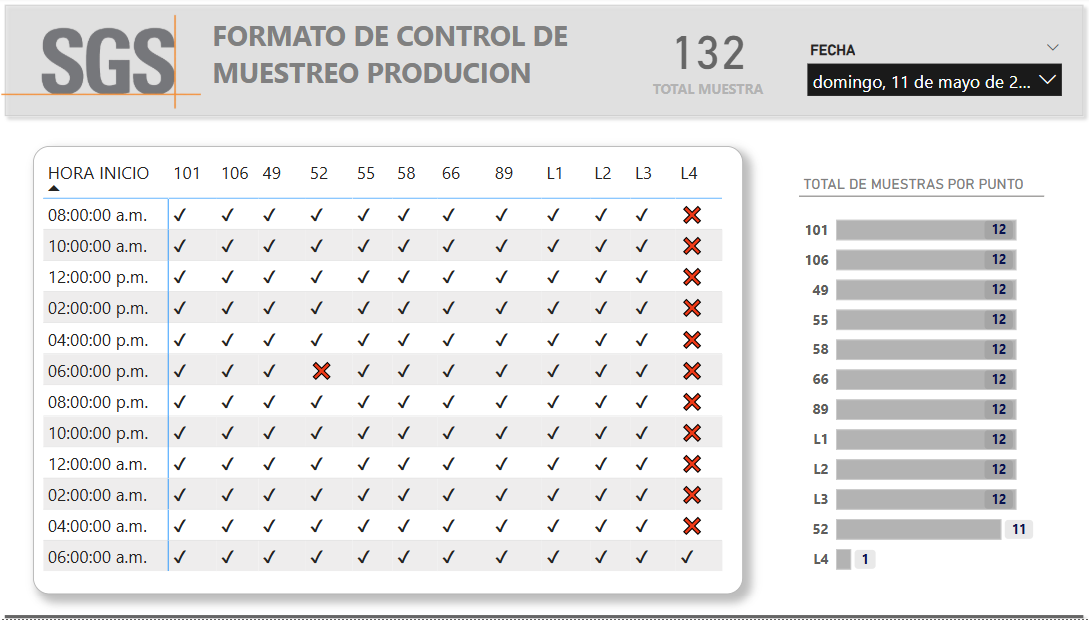 SGS
FORMATO DE CONTROL DE
MUESTREO PRODUCION
132
TOTAL MUESTRA
FECHA
domingo, 11 de mayo de 2...
HORA INICIO 101 106 49 52 55 58 66 89 L1 L2 L3 L4
08:00:00 a.m. ✓ ✓ ✓ ✓ ✓ ✓ ✓ ✓ ✓ ✓ ✓ ✗
10:00:00 a.m. ✓ ✓ ✓ ✓ ✓ ✓ ✓ ✓ ✓ ✓ ✓ ✗
12:00:00 p.m. ✓ ✓ ✓ ✓ ✓ ✓ ✓ ✓ ✓ ✓ ✓ ✗
02:00:00 p.m. ✓ ✓ ✓ ✓ ✓ ✓ ✓ ✓ ✓ ✓ ✓ ✗
04:00:00 p.m. ✓ ✓ ✓ ✓ ✓ ✓ ✓ ✓ ✓ ✓ ✓ ✗
06:00:00 p.m. ✓ ✓ ✓ ✗ ✓ ✓ ✓ ✓ ✓ ✓ ✓ ✗
08:00:00 p.m. ✓ ✓ ✓ ✓ ✓ ✓ ✓ ✓ ✓ ✓ ✓ ✗
10:00:00 p.m. ✓ ✓ ✓ ✓ ✓ ✓ ✓ ✓ ✓ ✓ ✓ ✗
12:00:00 a.m. ✓ ✓ ✓ ✓ ✓ ✓ ✓ ✓ ✓ ✓ ✓ ✗
02:00:00 a.m. ✓ ✓ ✓ ✓ ✓ ✓ ✓ ✓ ✓ ✓ ✓ ✗
04:00:00 a.m. ✓ ✓ ✓ ✓ ✓ ✓ ✓ ✓ ✓ ✓ ✓ ✗
06:00:00 a.m. ✓ ✓ ✓ ✓ ✓ ✓ ✓ ✓ ✓ ✓ ✓ ✓
TOTAL DE MUESTRAS POR PUNTO
101 12
106 12
49 12
55 12
58 12
66 12
89 12
L1 12
L2 12
L3 12
52 11
L4 1